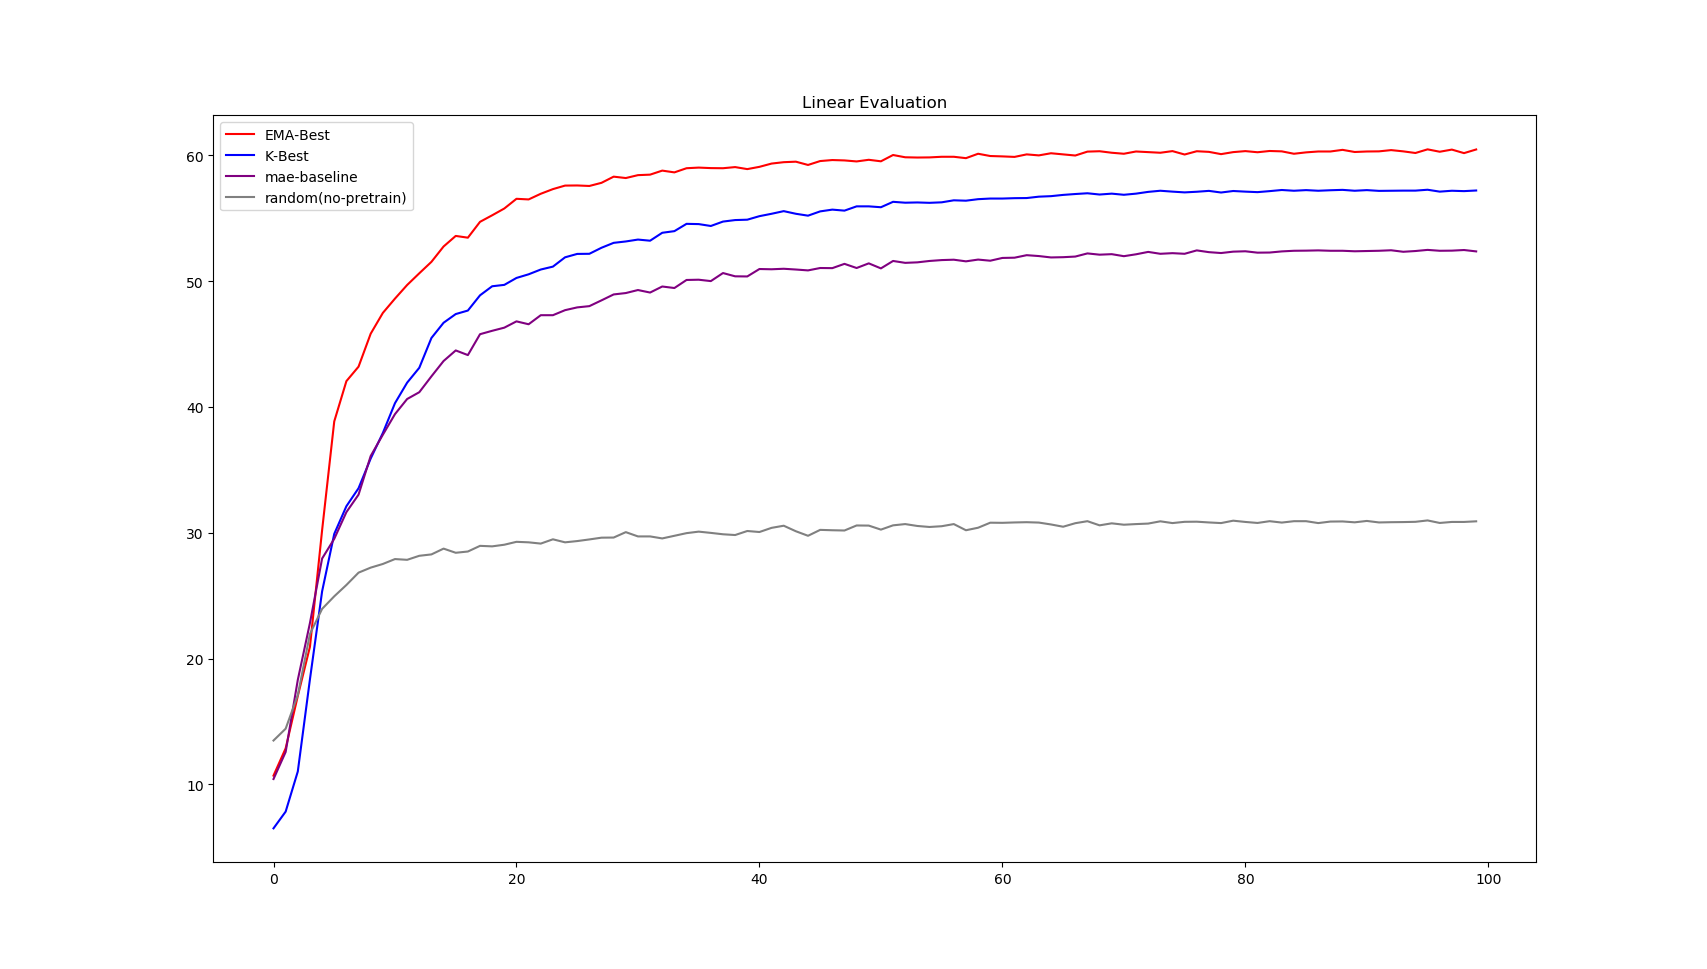 Linear Evaluation
EMA-Best
K-Best
mae-baseline
random(no-pretrain)
60
50
40
30
20
10
0 20 40 60 80 100